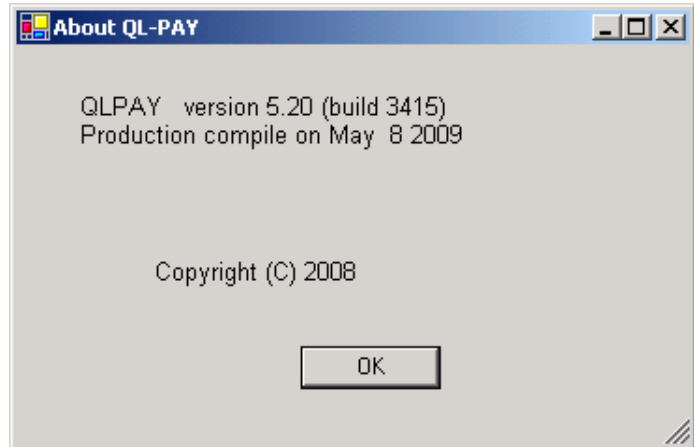 About QL-PAY
QLPAY   version 5.20 (build 3415)
Production compile on May  8 2009
Copyright (C) 2008
OK